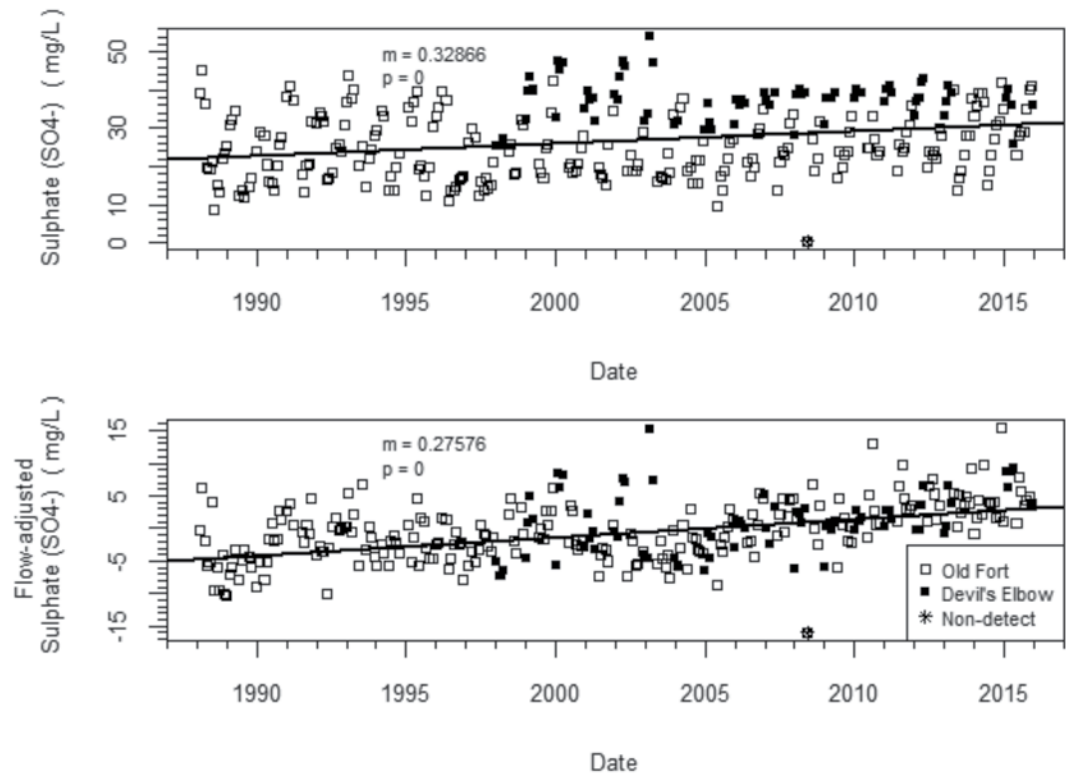 Sulphate (SO4-) ( mg/L)
50
30
10
0
m = 0.32866
p = 0
1990
1995
2000
2005
2010
2015
Date
Flow-adjusted
Sulphate (SO4-) ( mg/L)
15
5
-5
-15
m = 0.27576
p = 0
Old Fort
Devil's Elbow
Non-detect
1990
1995
2000
2005
2010
2015
Date